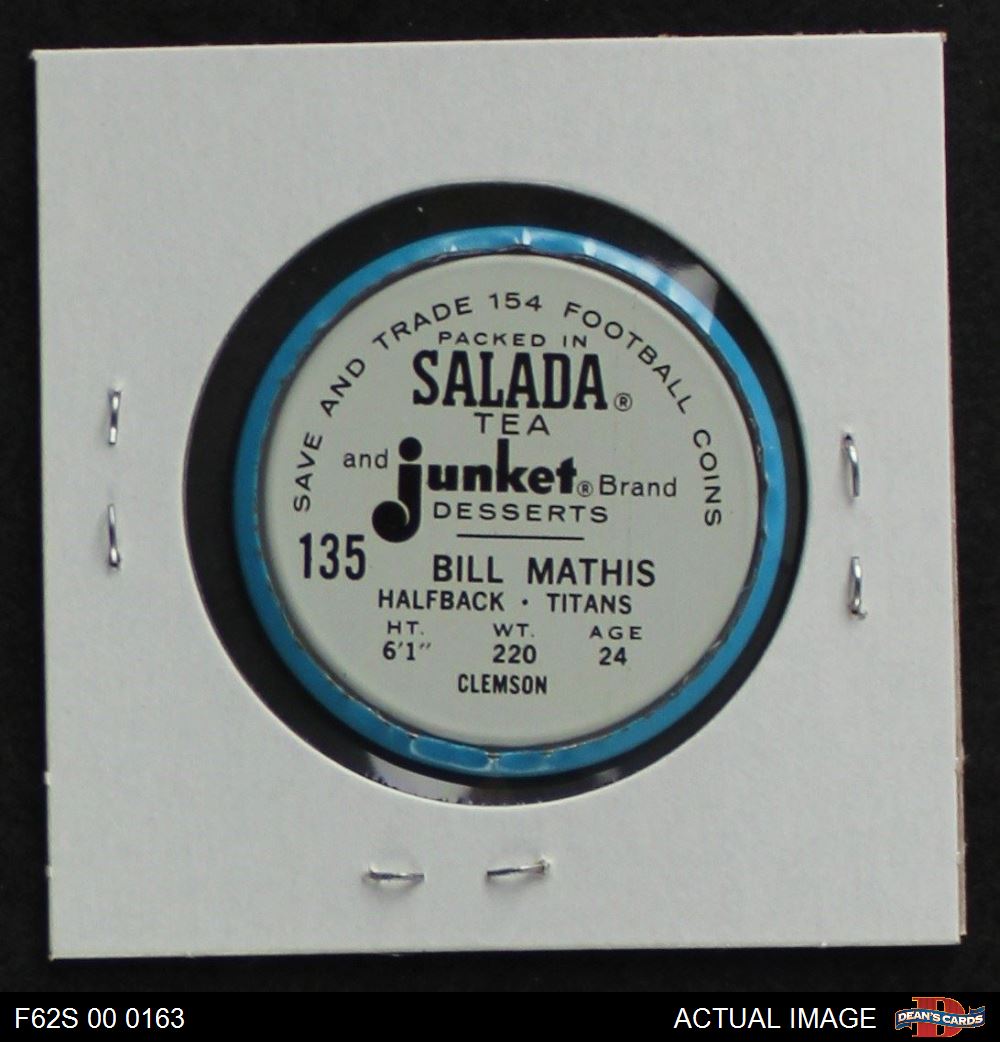 SAVE AND TRADE 154 FOOTBALL COINS
PACKED IN
SALADA®
TEA
and junket® Brand
DESSERTS
135
BILL MATHIS
HALFBACK · TITANS
HT. WT. AGE
6'1" 220 24
CLEMSON
F62S 00 0163 ACTUAL IMAGE DEAN'S CARDS